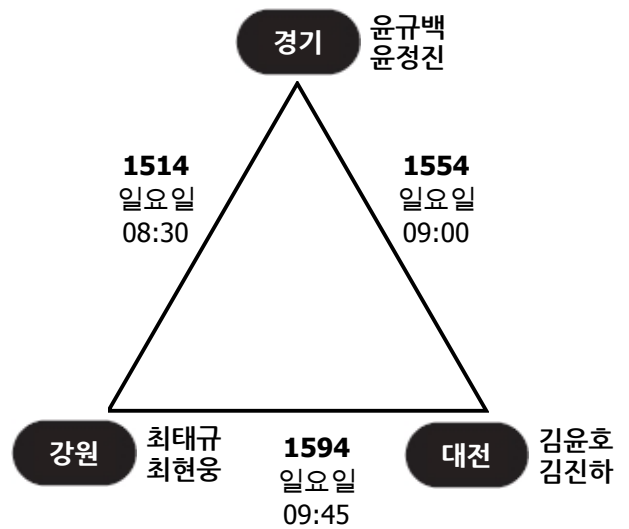 경기
윤규백
윤정진
1514
일요일
08:30
1554
일요일
09:00
강원
최태규
최현웅
1594
일요일
09:45
대전
김윤호
김진하